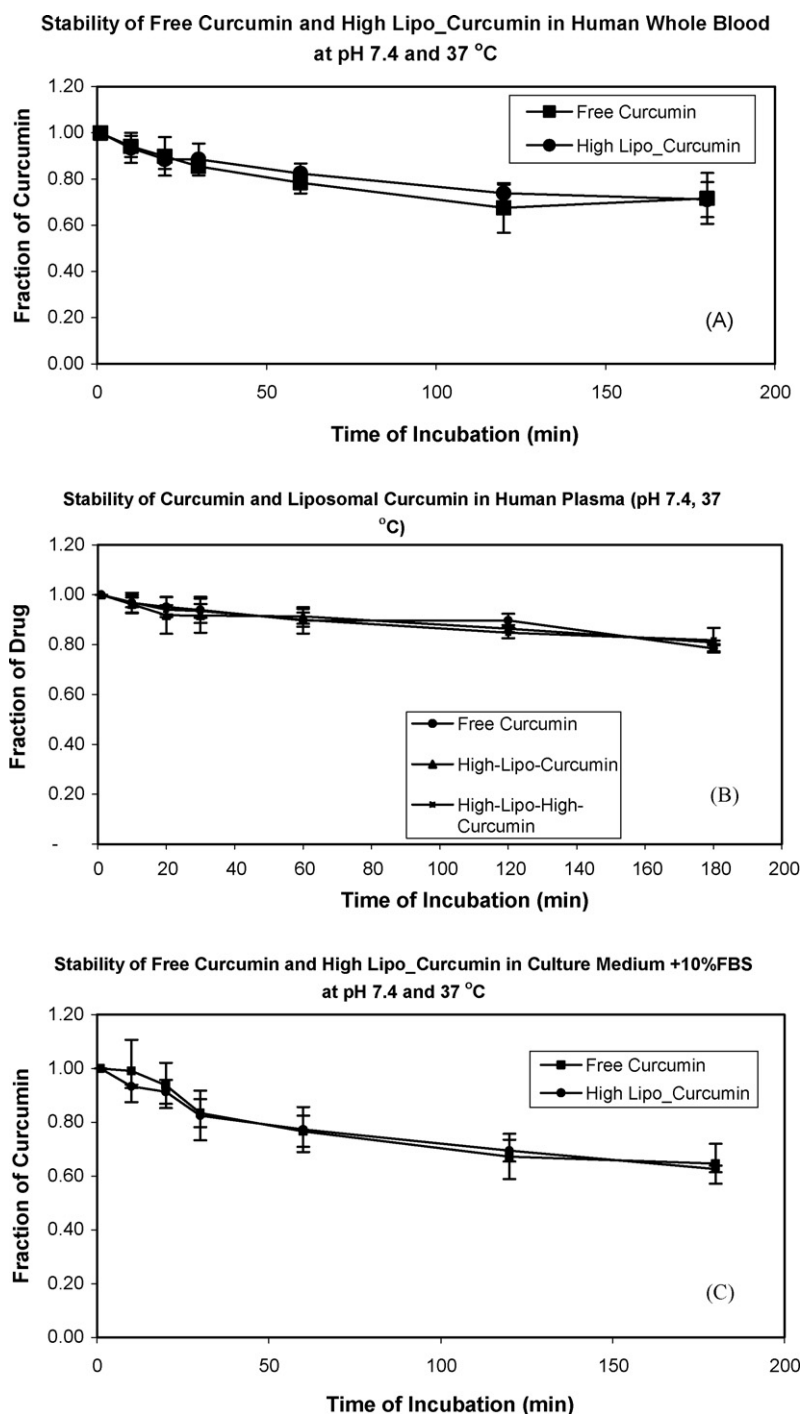 Stability of Free Curcumin and High Lipo_Curcumin in Human Whole Blood
at pH 7.4 and 37 °C
1.20
1.00
0.80
0.60
0.40
0.20
0.00
Fraction of Curcumin
Free Curcumin
High Lipo_Curcumin
(A)
0 50 100 150 200
Time of Incubation (min)
Stability of Curcumin and Liposomal Curcumin in Human Plasma (pH 7.4, 37
°C)
1.20
1.00
0.80
0.60
0.40
0.20
-
Fraction of Drug
Free Curcumin
High-Lipo-Curcumin
High-Lipo-High-
Curcumin
(B)
0 20 40 60 80 100 120 140 160 180 200
Time of Incubation (min)
Stability of Free Curcumin and High Lipo_Curcumin in Culture Medium +10%FBS
at pH 7.4 and 37 °C
1.20
1.00
0.80
0.60
0.40
0.20
0.00
Fraction of Curcumin
Free Curcumin
High Lipo_Curcumin
(C)
0 50 100 150 200
Time of Incubation (min)